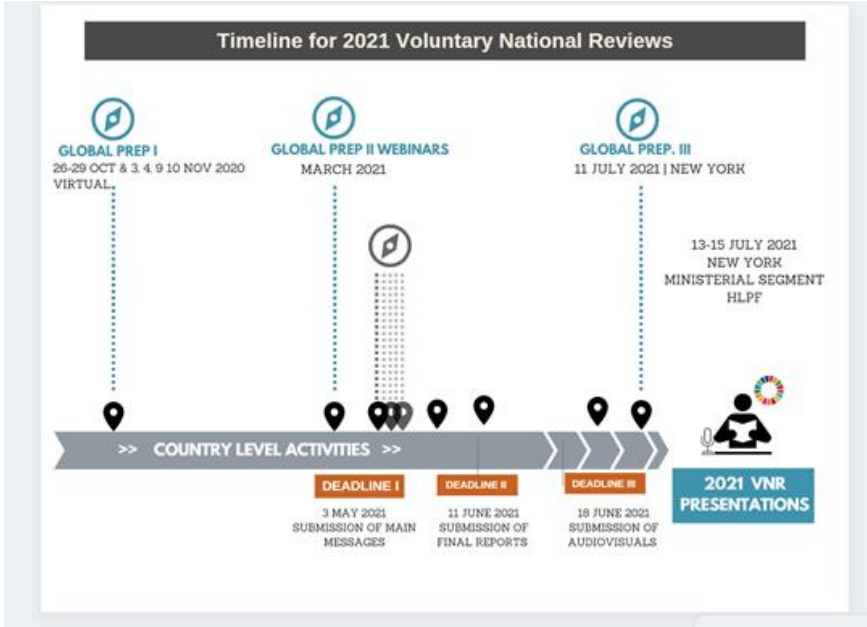 Timeline for 2021 Voluntary National Reviews
GLOBAL PREP I
26-29 OCT & 3, 4, 9 10 NOV 2020
VIRTUAL
GLOBAL PREP II WEBINARS
MARCH 2021
GLOBAL PREP. III
11 JULY 2021 | NEW YORK
13-15 JULY 2021
NEW YORK
MINISTERIAL SEGMENT
HLPF
>> COUNTRY LEVEL ACTIVITIES >>
DEADLINE I
3 MAY 2021
SUBMISSION OF MAIN
MESSAGES
DEADLINE II
11 JUNE 2021
SUBMISSION OF
FINAL REPORTS
DEADLINE III
18 JUNE 2021
SUBMISSION OF
AUDIOVISUALS
2021 VNR
PRESENTATIONS